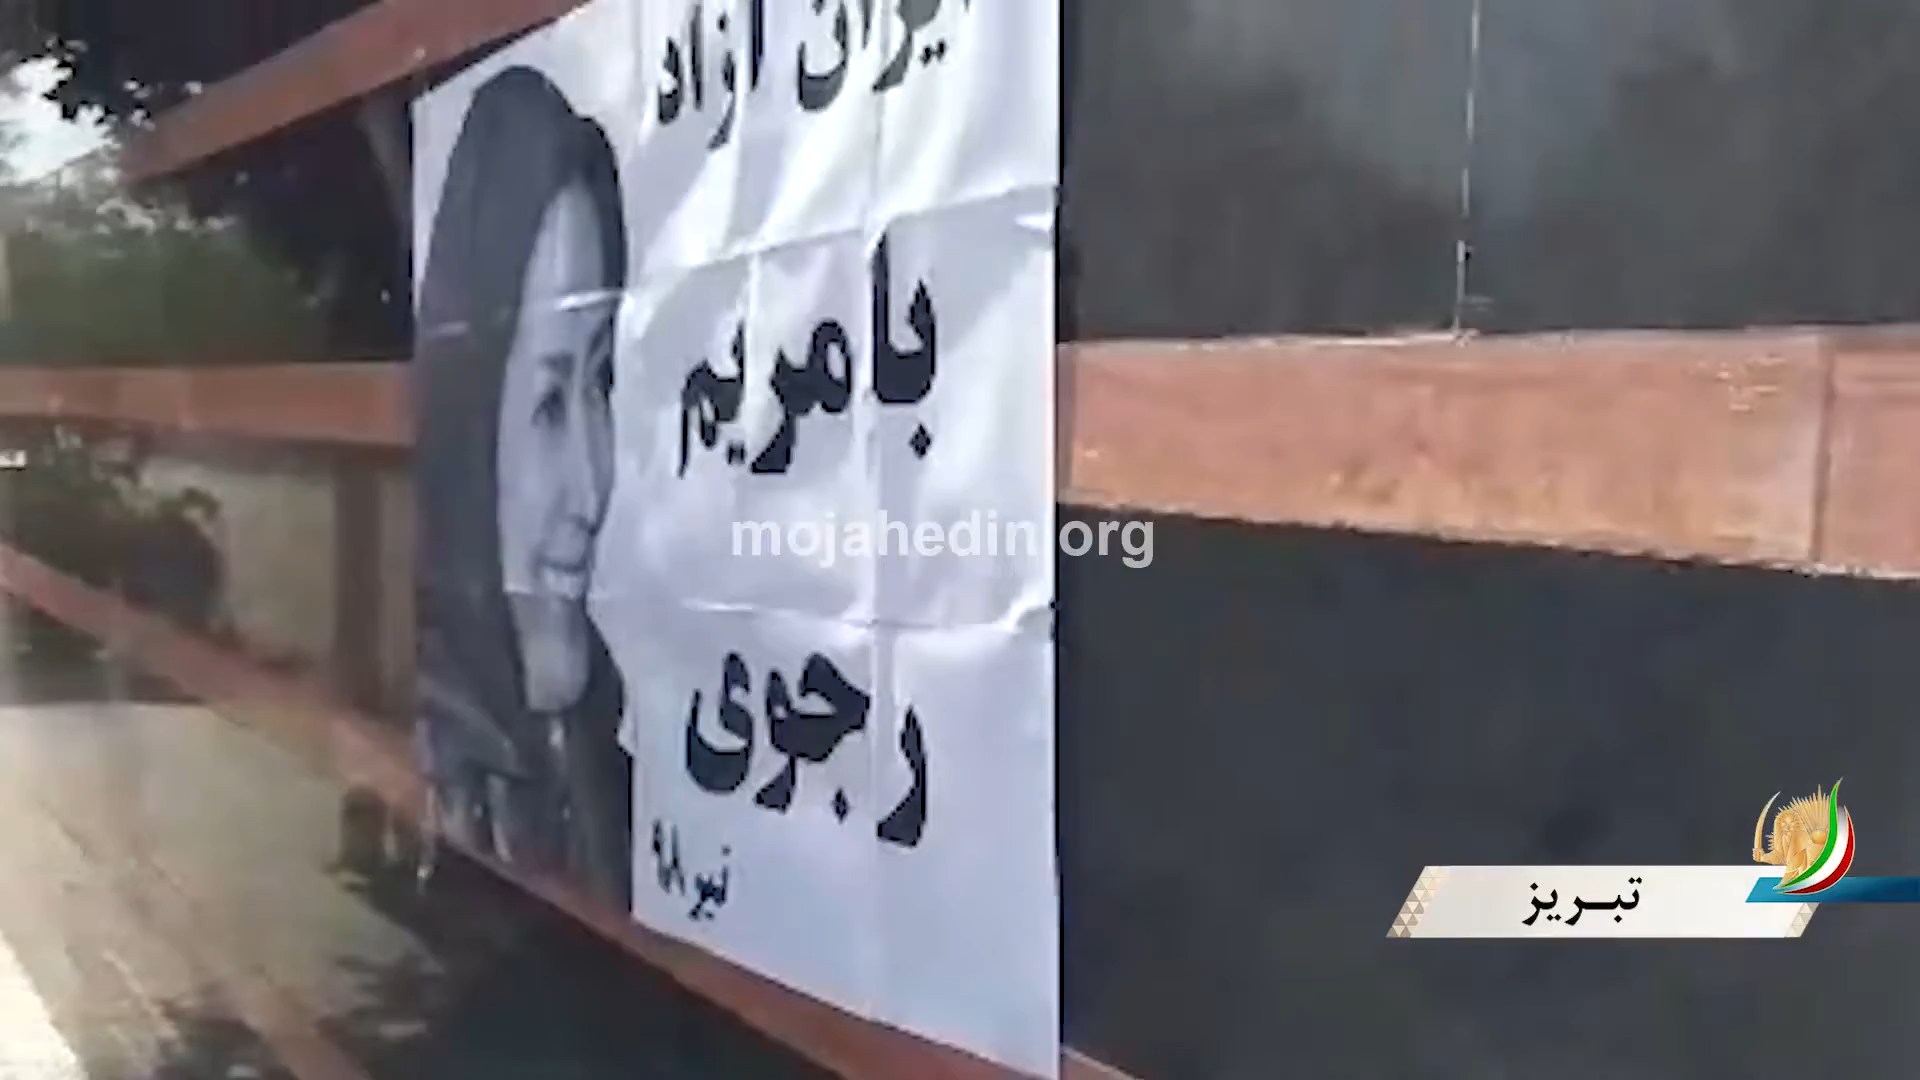 ایران آزاد
با مریم
رجوی
تیر ۹۸
mojahedin.org
تبریز